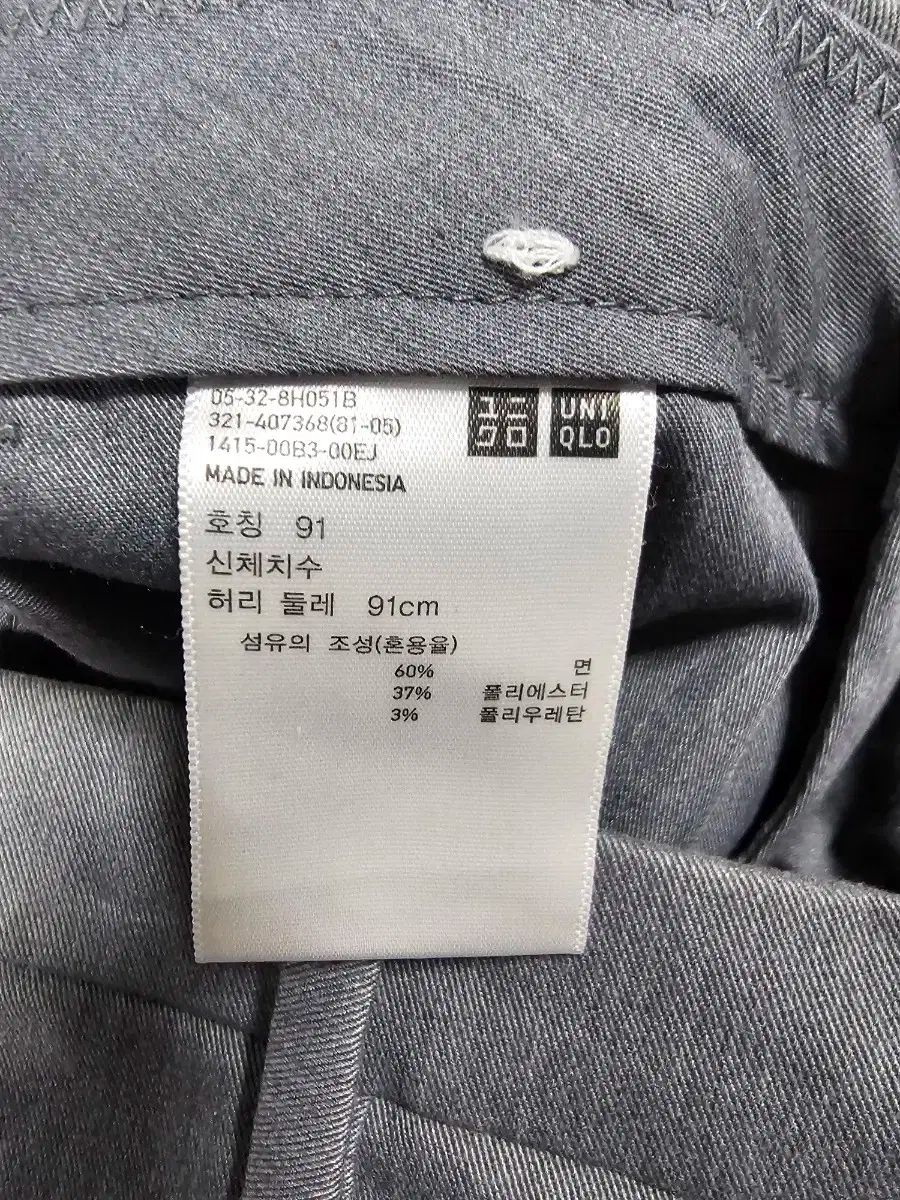 05-32-8H051B
321-407368(81-05)
1415-00B3-00EJ
MADE IN INDONESIA
ユニ
クロ
UNI
QLO
호칭 91
신체치수
허리 둘레 91cm
섬유의 조성(혼용율)
60% 면
37% 폴리에스터
3% 폴리우레탄